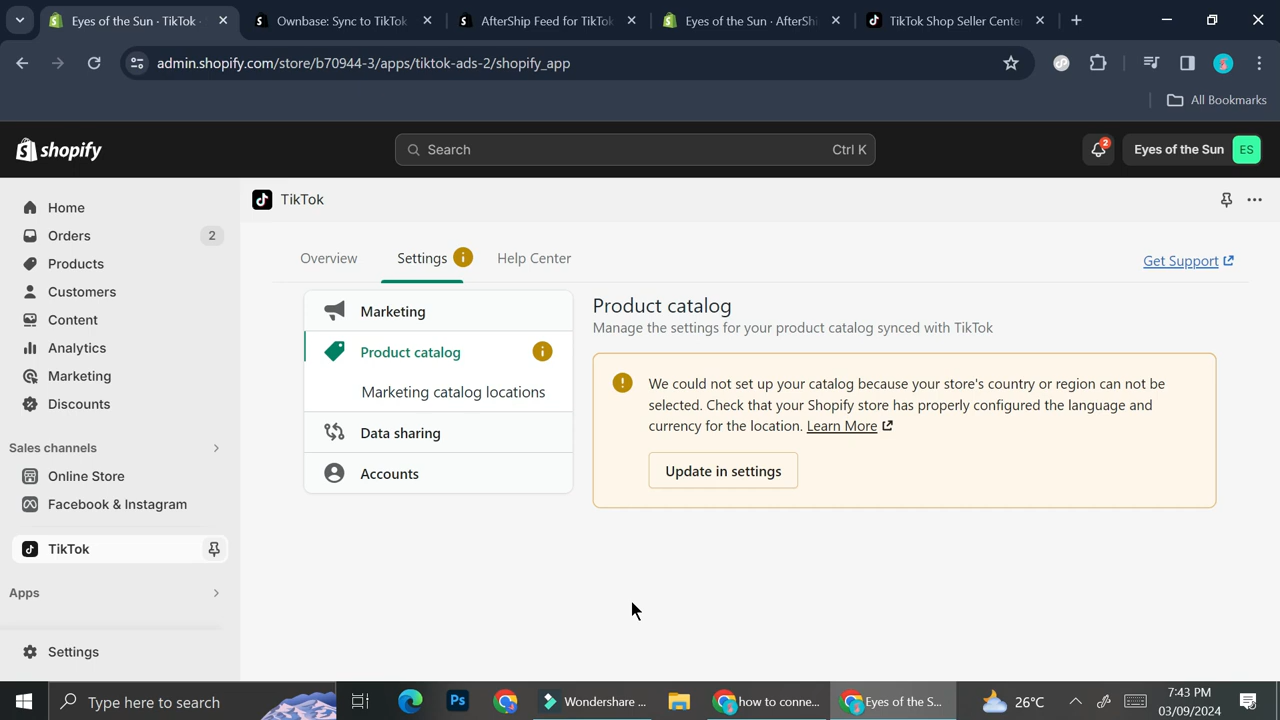 Eyes of the Sun · TikTok ·
Ownbase: Sync to TikTok
AfterShip Feed for TikTok
Eyes of the Sun · AfterShi
TikTok Shop Seller Center
admin.shopify.com/store/b70944-3/apps/tiktok-ads-2/shopify_app
All Bookmarks
shopify
Search
Ctrl K
2
Eyes of the Sun
ES
Home
Orders
2
Products
Customers
Content
Analytics
Marketing
Discounts
Sales channels
Online Store
Facebook & Instagram
TikTok
Apps
Settings
TikTok
Overview
Settings
Help Center
Get Support
Marketing
Product catalog
Marketing catalog locations
Data sharing
Accounts
Product catalog
Manage the settings for your product catalog synced with TikTok
We could not set up your catalog because your store's country or region can not be
selected. Check that your Shopify store has properly configured the language and
currency for the location. Learn More
Update in settings
Type here to search
Ps
Wondershare ...
how to conne...
Eyes of the S...
26°C
7:43 PM
03/09/2024